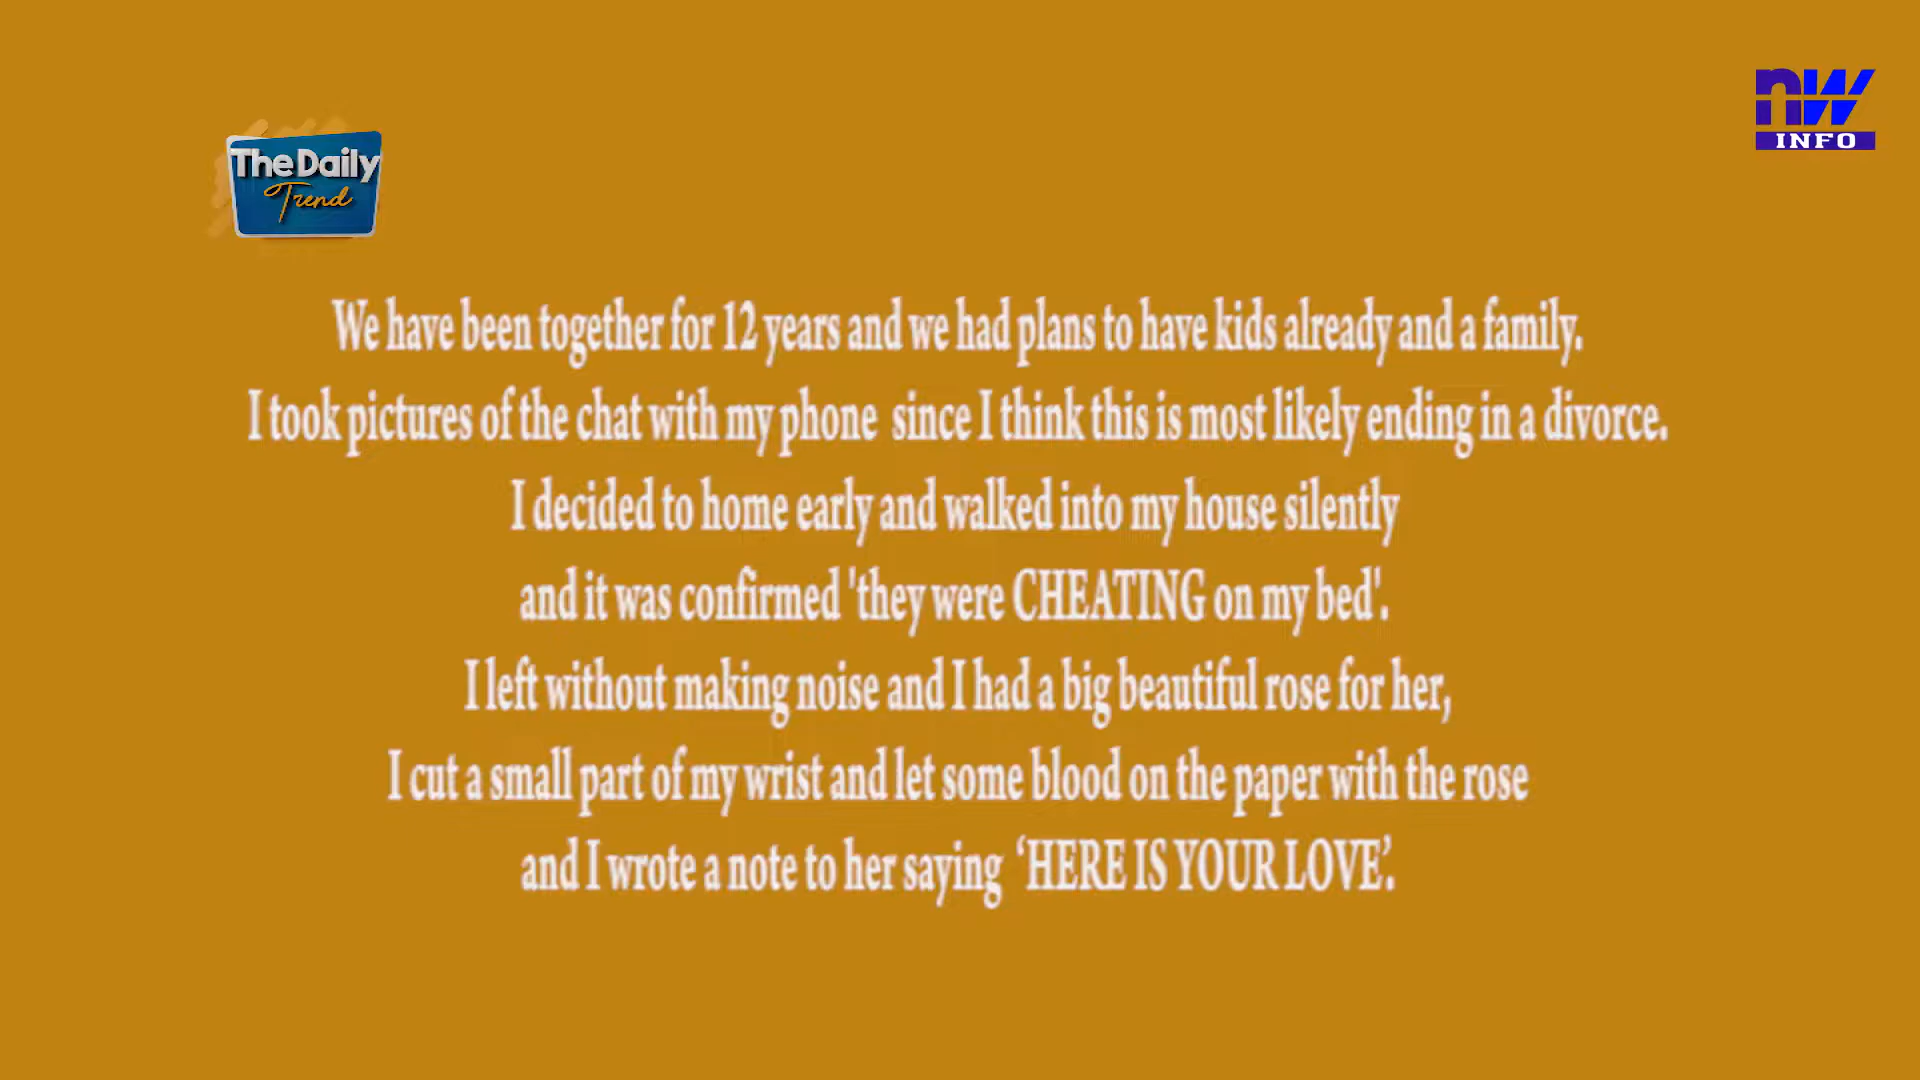 nw
INFO
The Daily
Trend
We have been together for 12 years and we had plans to have kids already and a family.
I took pictures of the chat with my phone since I think this is most likely ending in a divorce.
I decided to home early and walked into my house silently
and it was confirmed 'they were CHEATING on my bed'.
I left without making noise and I had a big beautiful rose for her,
I cut a small part of my wrist and let some blood on the paper with the rose
and I wrote a note to her saying ‘HERE IS YOUR LOVE’.